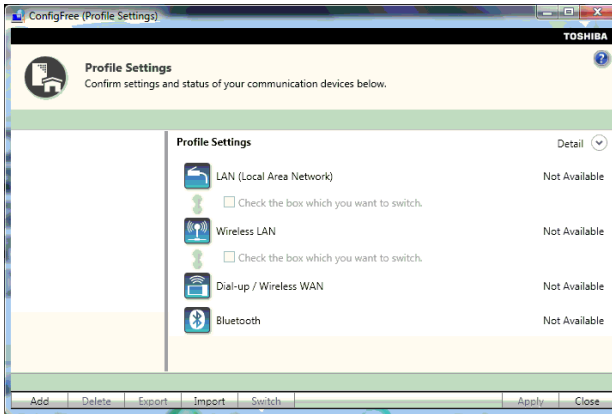 ConfigFree (Profile Settings)
TOSHIBA
Profile Settings
Confirm settings and status of your communication devices below.
Profile Settings
Detail
LAN (Local Area Network) Not Available
Check the box which you want to switch.
Wireless LAN Not Available
Check the box which you want to switch.
Dial-up / Wireless WAN Not Available
Bluetooth Not Available
Add Delete Export Import Switch Apply Close